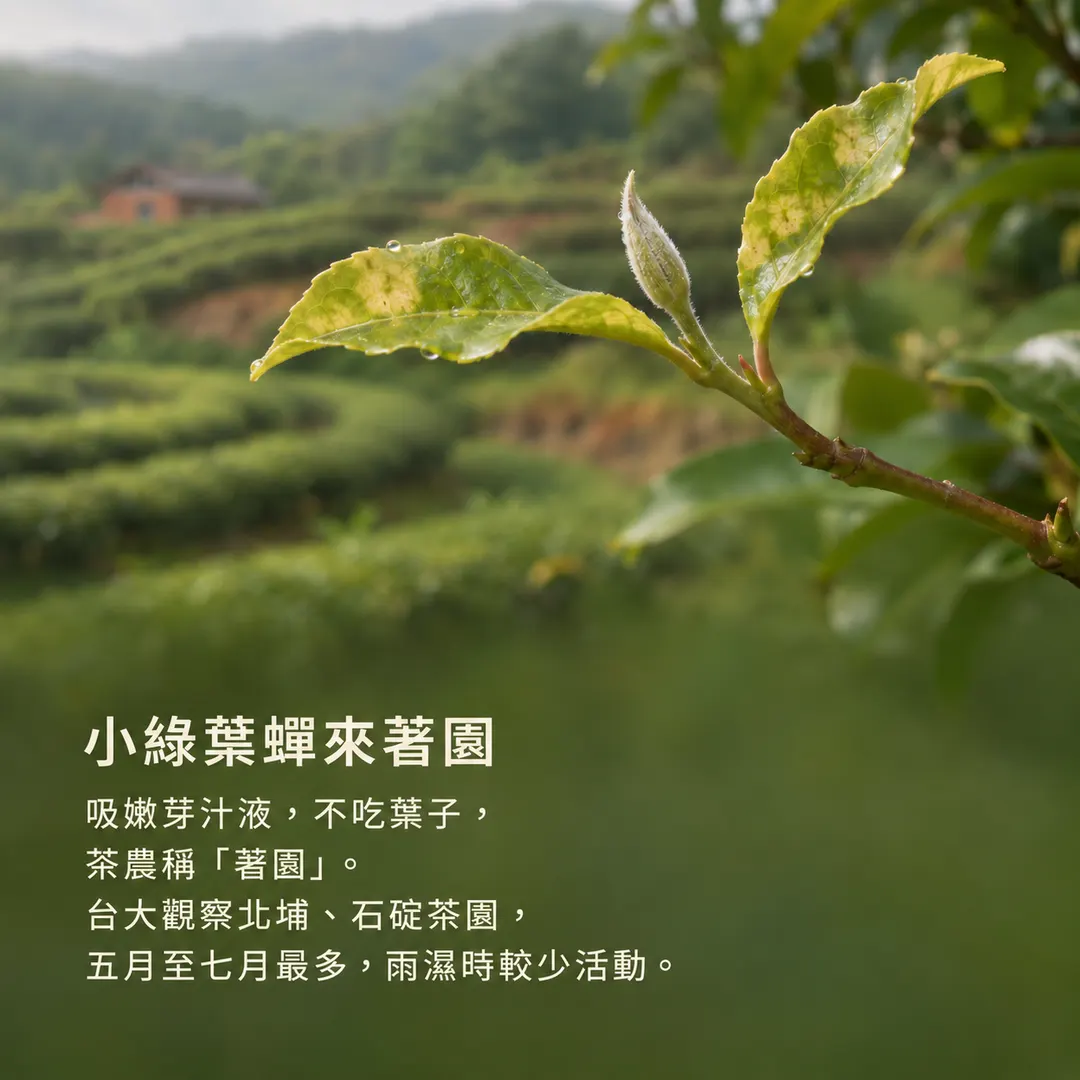 小綠葉蟬來著園
吸嫩芽汁液，不吃葉子，
茶農稱「著園」。
台大觀察北埔、石碇茶園，
五月至七月最多，雨濕時較少活動。